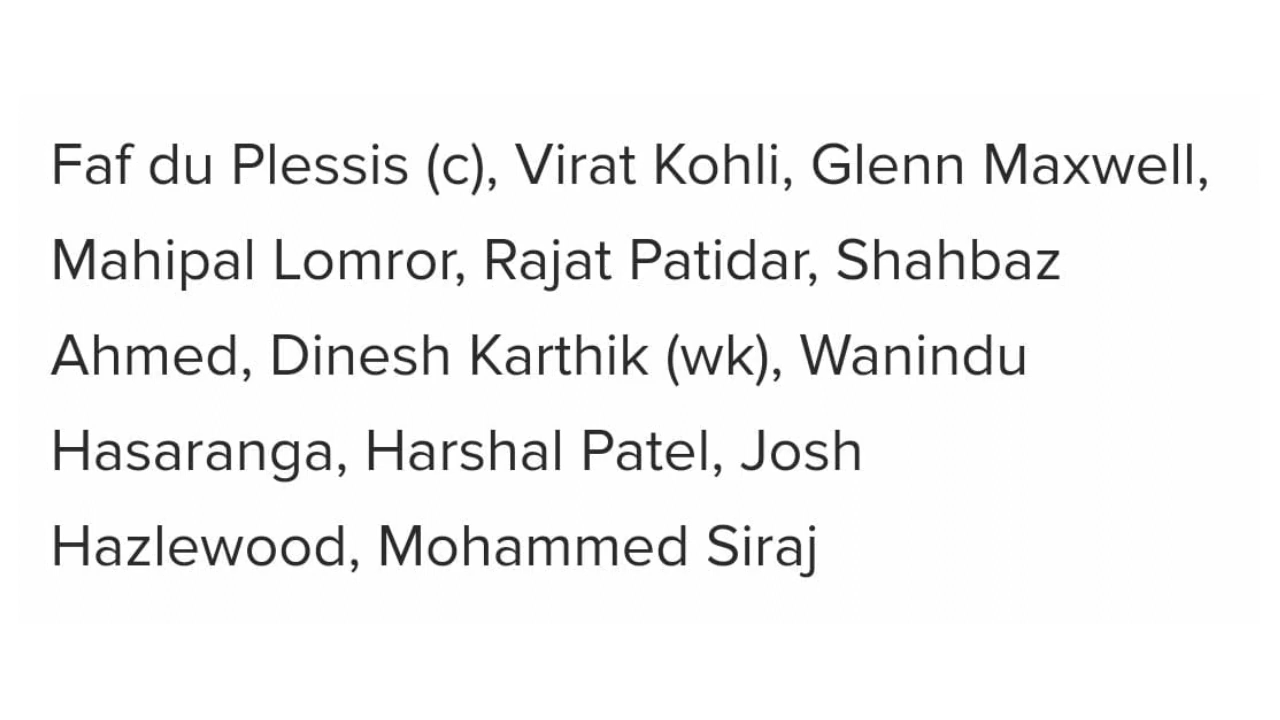 Faf du Plessis (c), Virat Kohli, Glenn Maxwell,
Mahipal Lomror, Rajat Patidar, Shahbaz
Ahmed, Dinesh Karthik (wk), Wanindu
Hasaranga, Harshal Patel, Josh
Hazlewood, Mohammed Siraj